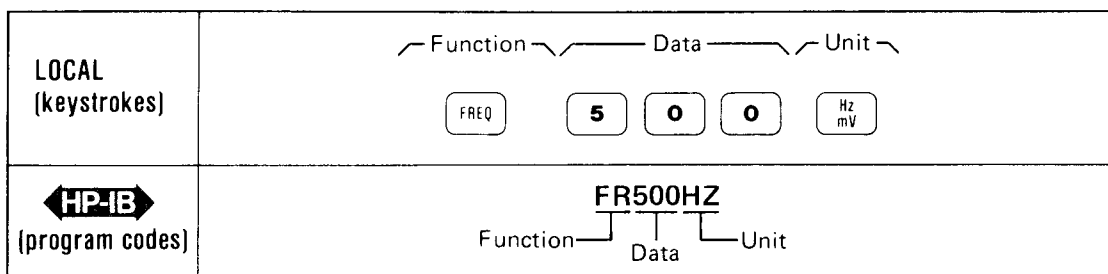 LOCAL
(keystrokes)
Function Data Unit
FREQ 5 0 0 Hz
mV
HP-IB
(program codes)
FR500HZ
Function Data Unit